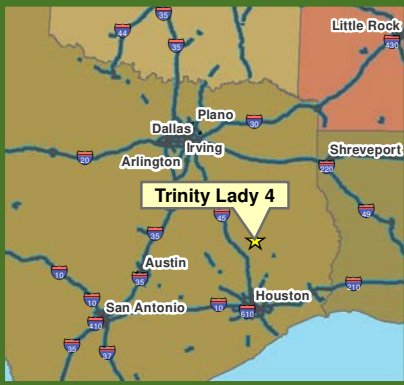 35
44
35
Little Rock
430
Plano
30
Dallas
Irving
20
Arlington
Shreveport
220
Trinity Lady 4
45
49
35
Austin
10
35
210
10
San Antonio
10
Houston
610
410
35
37